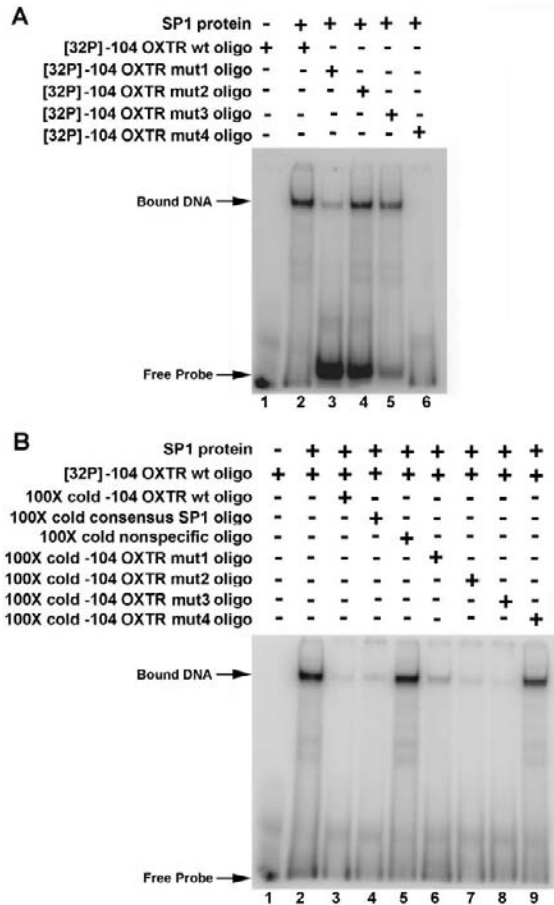 A
SP1 protein - + + + + +
[32P] -104 OXTR wt oligo + + - - - -
[32P] -104 OXTR mut1 oligo - - + - - -
[32P] -104 OXTR mut2 oligo - - - + - -
[32P] -104 OXTR mut3 oligo - - - - + -
[32P] -104 OXTR mut4 oligo - - - - - +
Bound DNA
Free Probe
1 2 3 4 5 6
B
SP1 protein - + + + + + + + +
[32P] -104 OXTR wt oligo + + + + + + + + +
100X cold -104 OXTR wt oligo - - + - - - - - -
100X cold consensus SP1 oligo - - - + - - - - -
100X cold nonspecific oligo - - - - + - - - -
100X cold -104 OXTR mut1 oligo - - - - - + - - -
100X cold -104 OXTR mut2 oligo - - - - - - + - -
100X cold -104 OXTR mut3 oligo - - - - - - - + -
100X cold -104 OXTR mut4 oligo - - - - - - - - +
Bound DNA
Free Probe
1 2 3 4 5 6 7 8 9